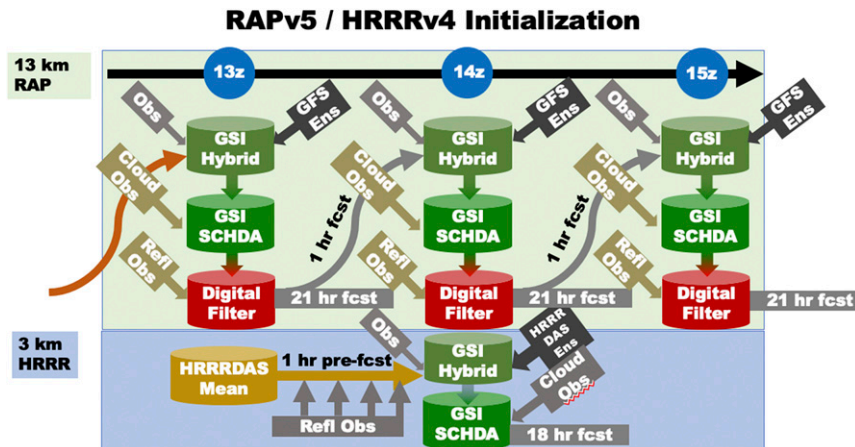 RAPv5 / HRRRv4 Initialization
13 km
RAP
13z
14z
15z
Obs
GFS
Ens
GSI
Hybrid
Cloud
Obs
GSI
SCHDA
Refl
Obs
Digital
Filter
21 hr fcst
1 hr fcst
Obs
GFS
Ens
GSI
Hybrid
Cloud
Obs
GSI
SCHDA
Refl
Obs
Digital
Filter
21 hr fcst
1 hr fcst
Obs
GFS
Ens
GSI
Hybrid
Cloud
Obs
GSI
SCHDA
Refl
Obs
Digital
Filter
21 hr fcst
3 km
HRRR
HRRRDAS
Mean
1 hr pre-fcst
Refl Obs
Obs
HRRR
DAS
Ens
GSI
Hybrid
Cloud
Obs
GSI
SCHDA
18 hr fcst